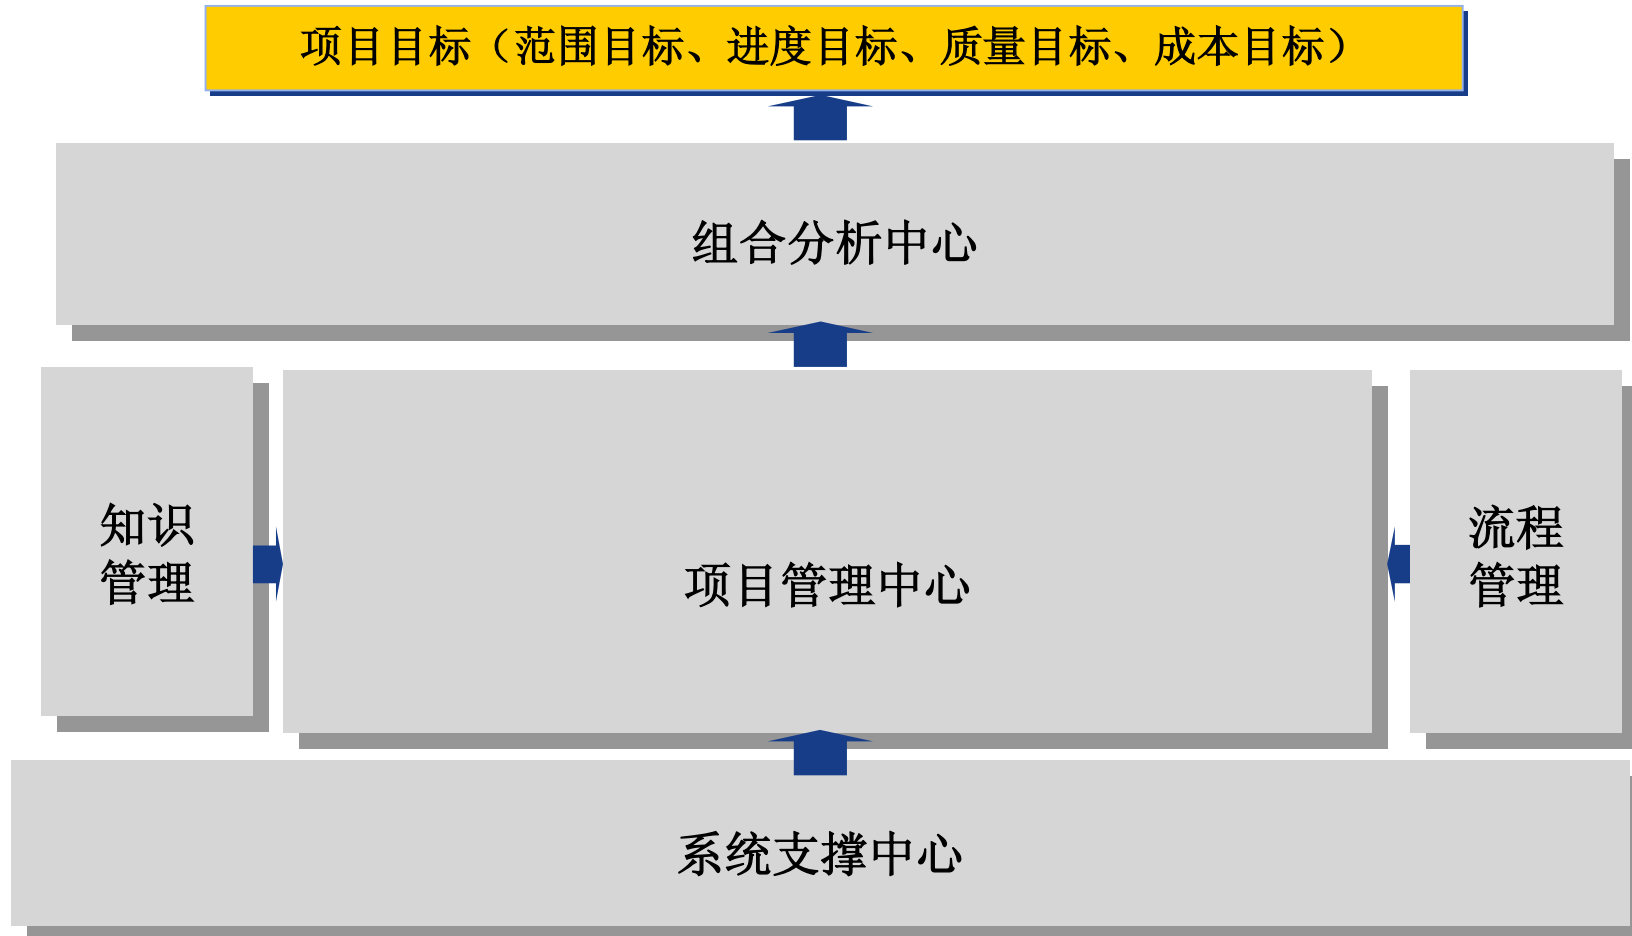 项目目标（范围目标、进度目标、质量目标、成本目标）
组合分析中心
知识
管理
项目管理中心
流程
管理
系统支撑中心